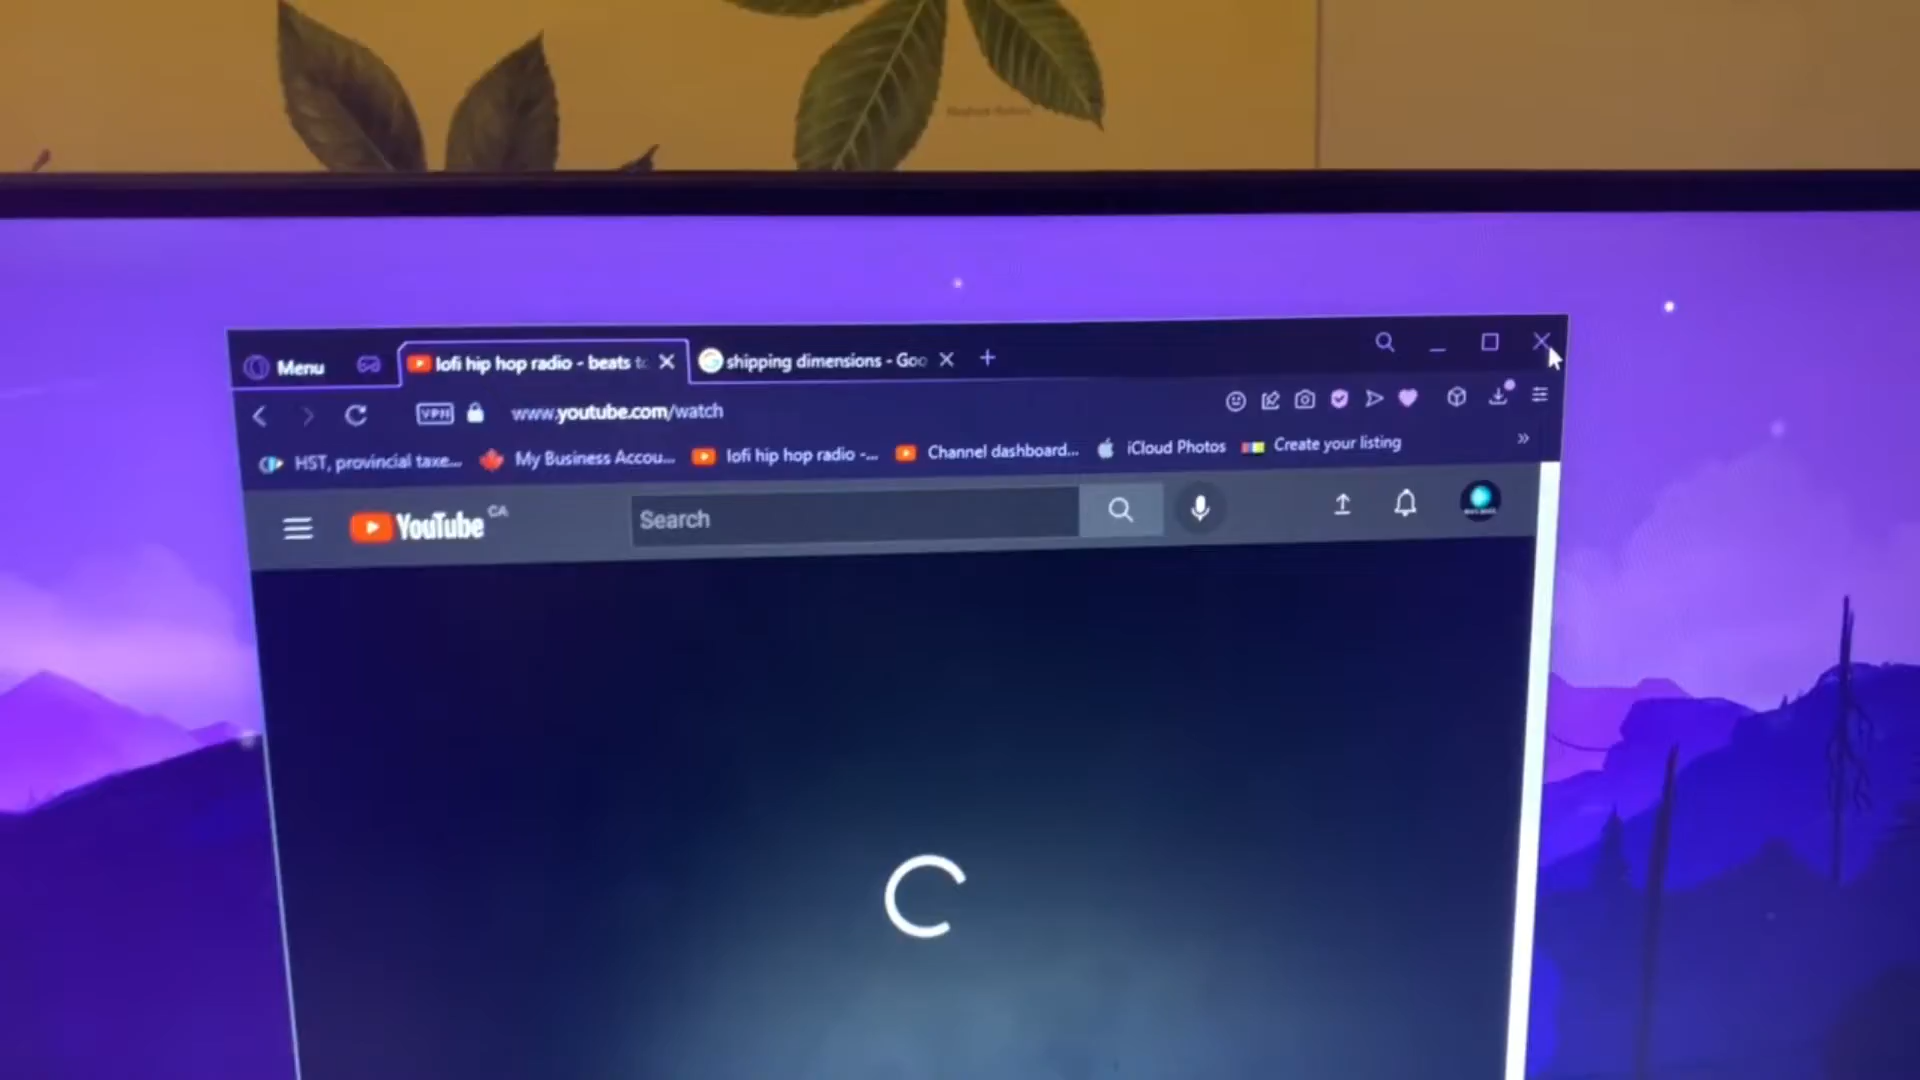 Menu
lofi hip hop radio - beats to
shipping dimensions - Goo
VPN
www.youtube.com/watch
HST, provincial taxe...
My Business Accou...
lofi hip hop radio -...
Channel dashboard...
iCloud Photos
Create your listing
YouTube CA
Search